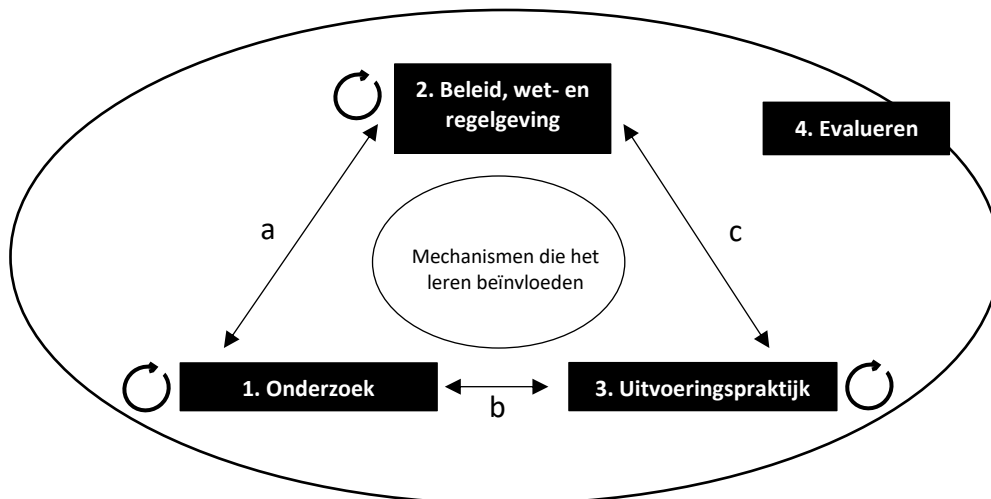 2. Beleid, wet- en
regelgeving
4. Evalueren
a
c
Mechanismen die het
leren beïnvloeden
1. Onderzoek
b
3. Uitvoeringspraktijk